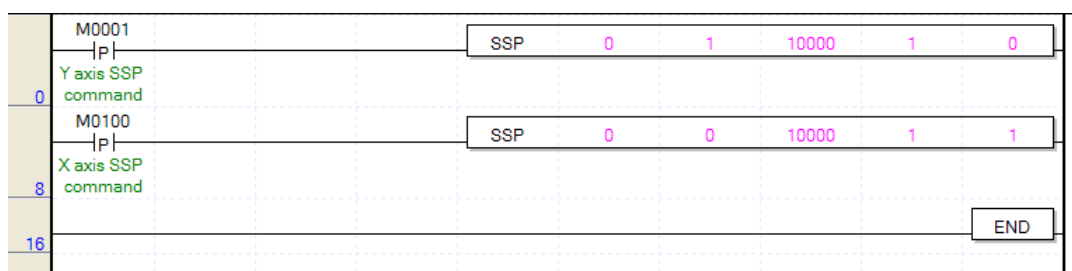 M0001
P SSP 0 1 10000 1 0
Y axis SSP
0 command
M0100
P SSP 0 0 10000 1 1
X axis SSP
8 command
END
16